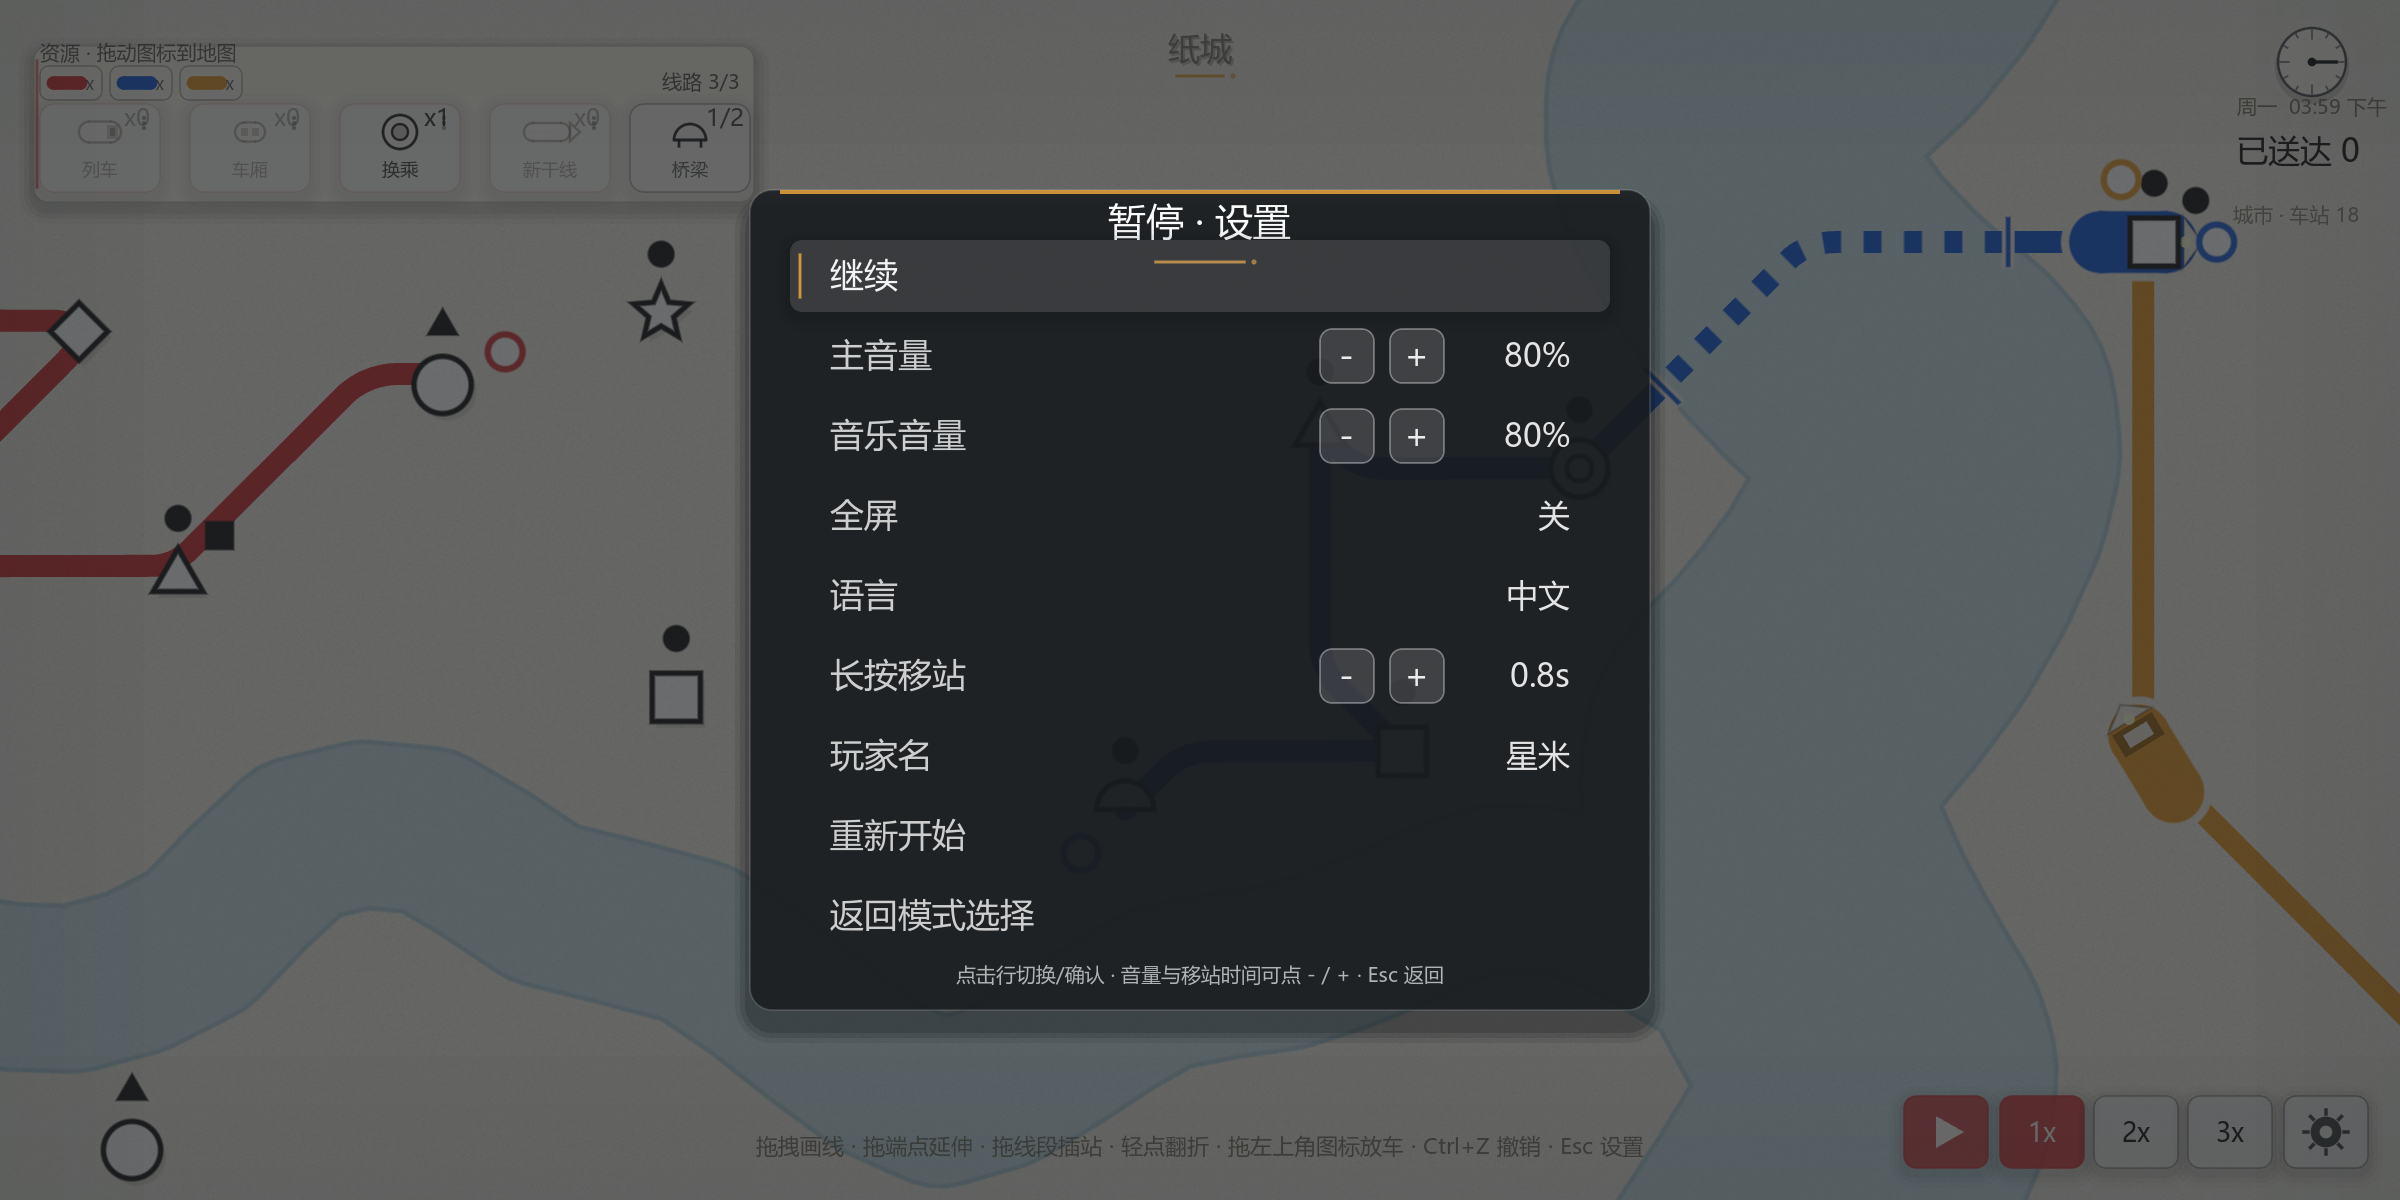 资源 · 拖动图标到地图
x x x
线路 3/3
x0 x0 x1 x0 1/2
列车 车厢 换乘 新干线 桥梁
纸城
周一 03:59 下午
已送达 0
城市 · 车站 18
暂停 · 设置
继续
主音量 - + 80%
音乐音量 - + 80%
全屏 关
语言 中文
长按移站 - + 0.8s
玩家名 星米
重新开始
返回模式选择
点击行切换/确认 · 音量与移站时间可点 - / + · Esc 返回
拖拽画线 · 拖端点延伸 · 拖线段插站 · 轻点翻折 · 拖左上角图标放车 · Ctrl+Z 撤销 · Esc 设置
1x 2x 3x